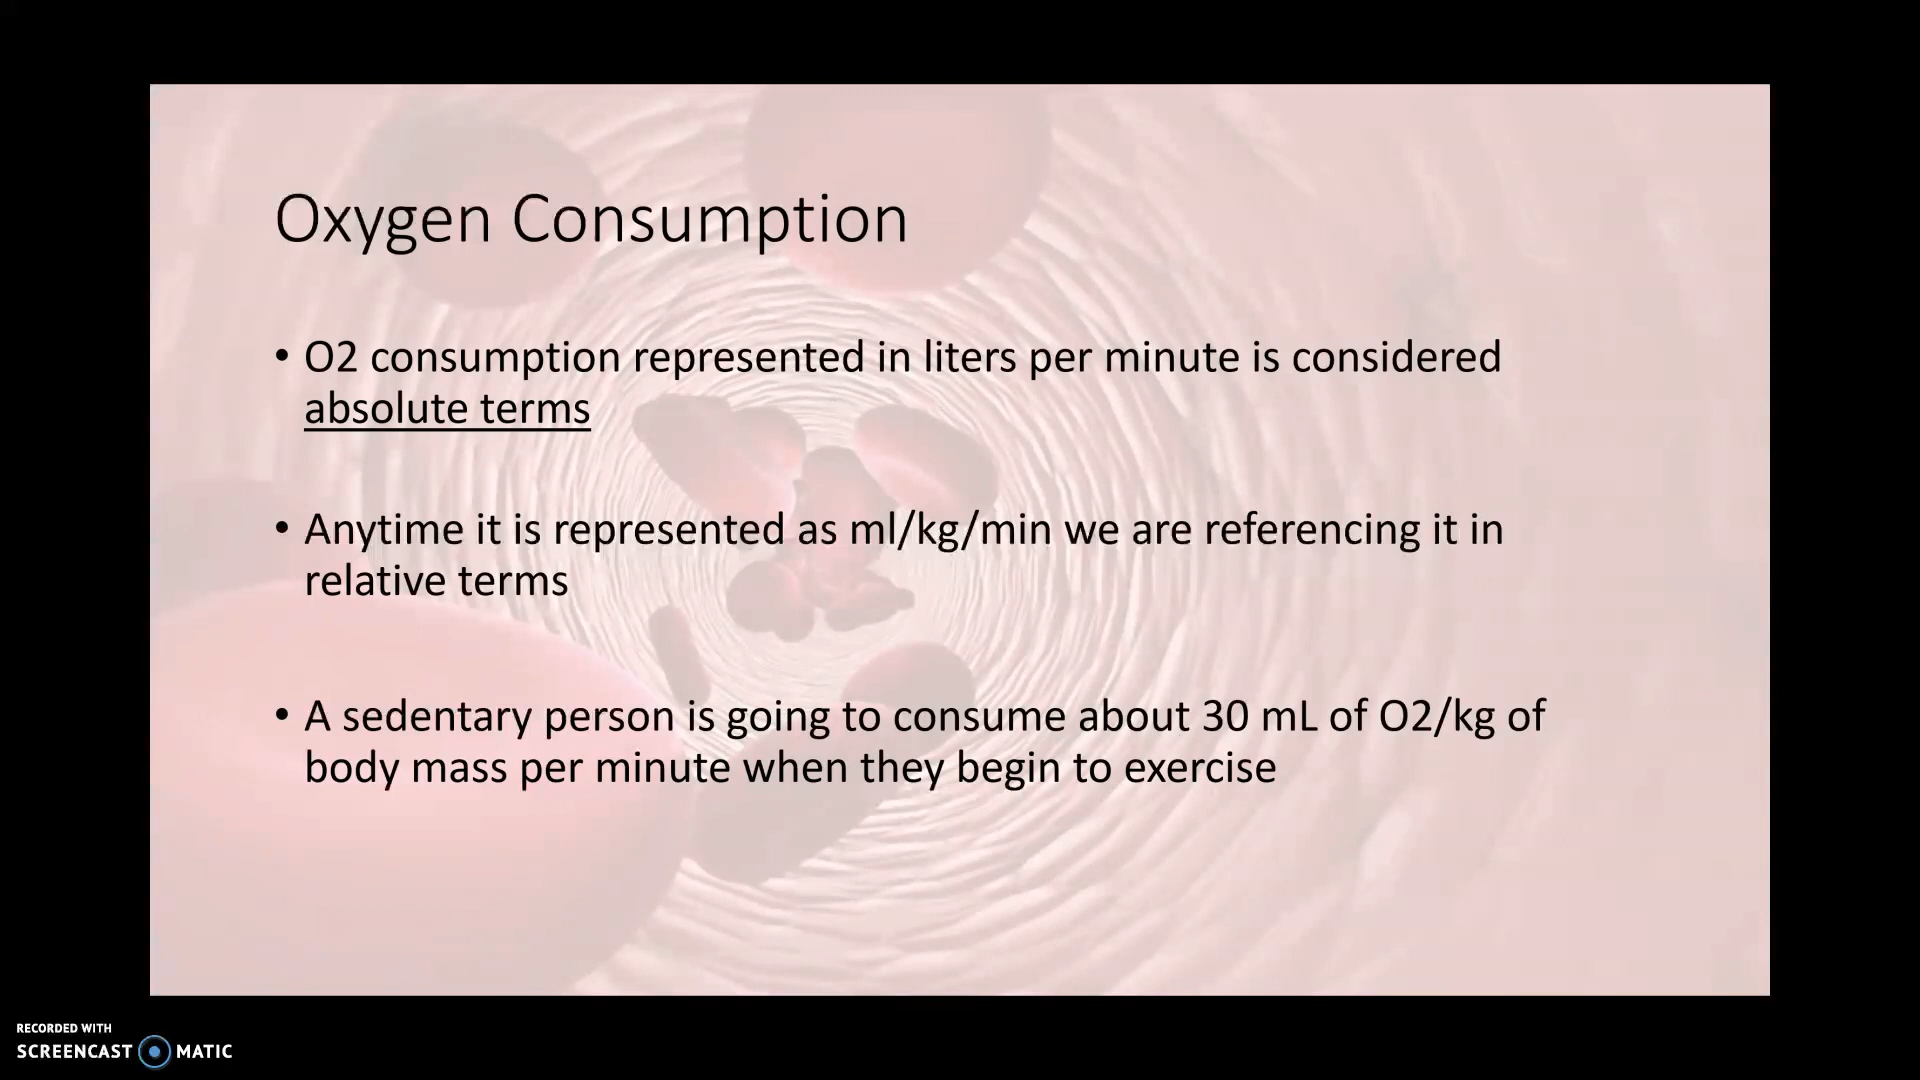 Oxygen Consumption
• O2 consumption represented in liters per minute is considered
absolute terms
• Anytime it is represented as ml/kg/min we are referencing it in
relative terms
• A sedentary person is going to consume about 30 mL of O2/kg of
body mass per minute when they begin to exercise
RECORDED WITH
SCREENCAST MATIC